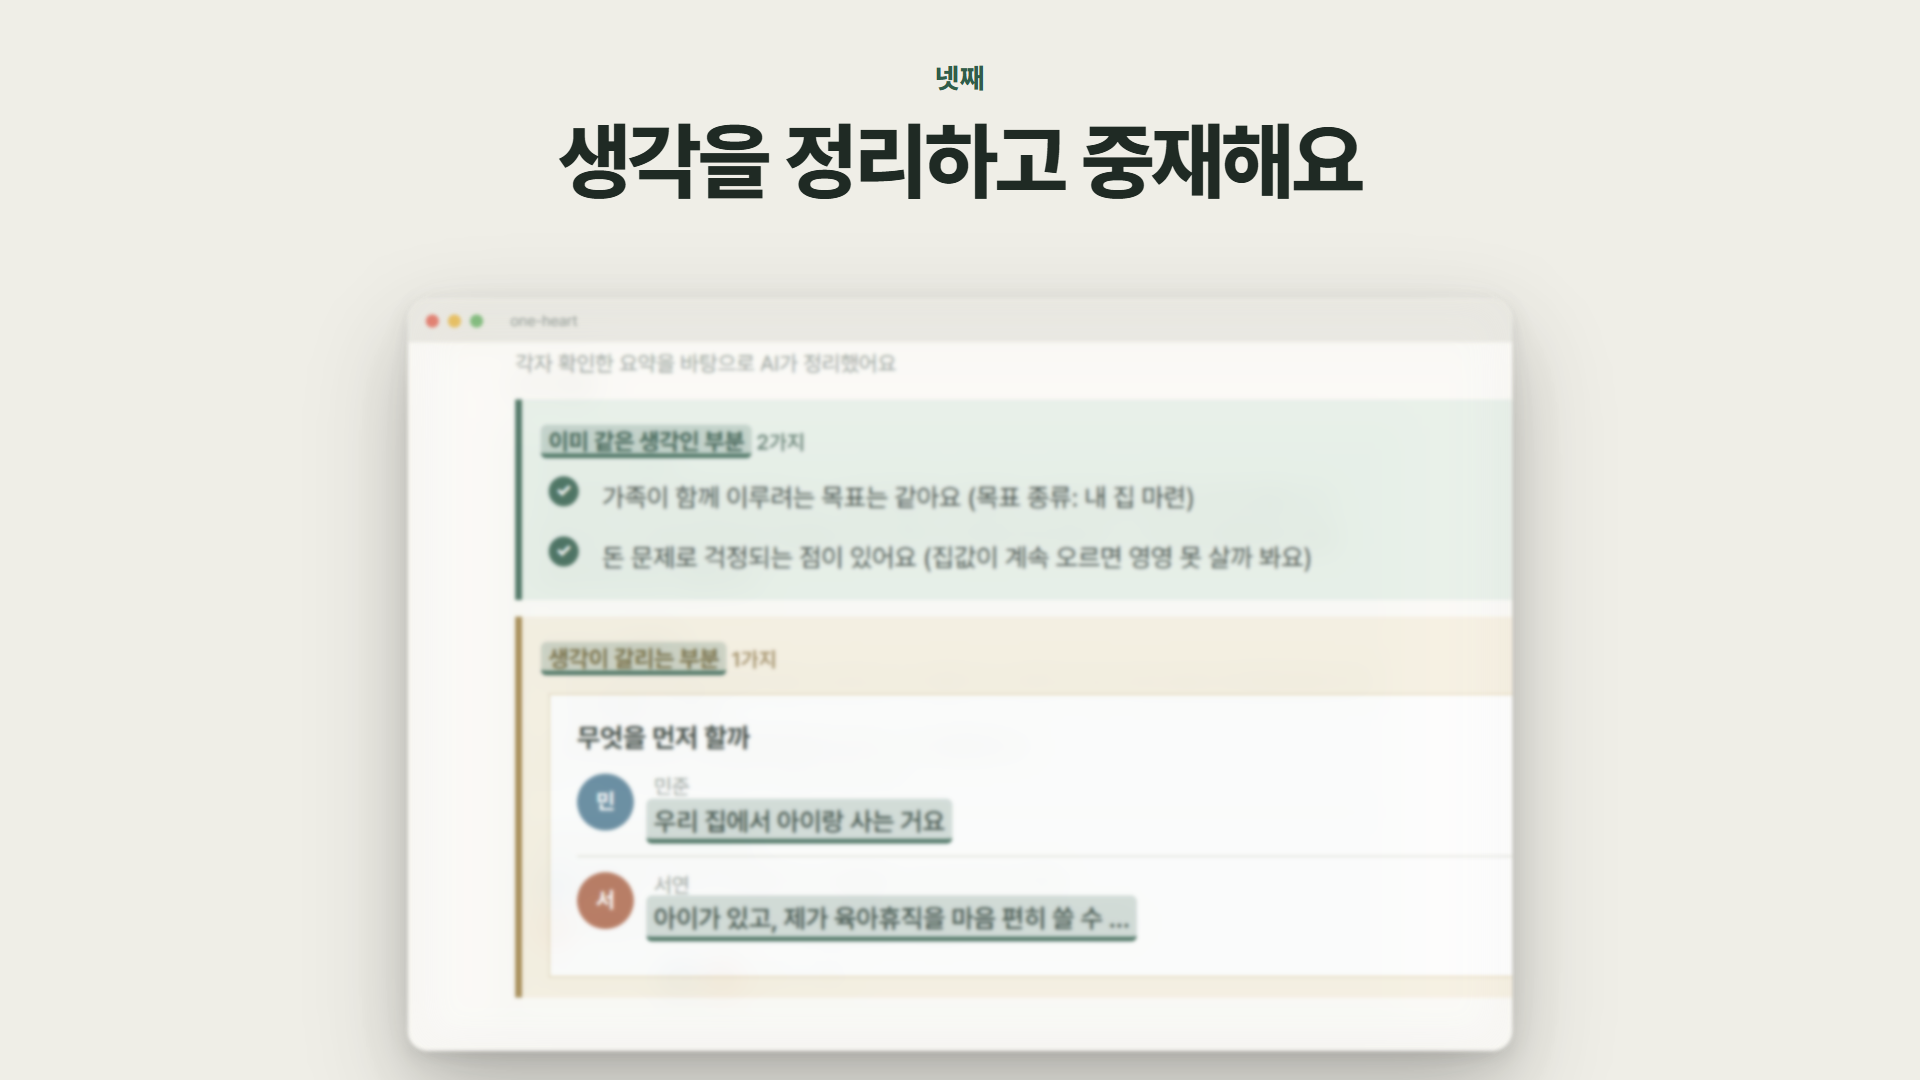 넷째
생각을 정리하고 중재해요
one-heart
각자 확인한 요약을 바탕으로 AI가 정리했어요
이미 같은 생각인 부분 2가지
가족이 함께 이루려는 목표는 같아요 (목표 종류: 내 집 마련)
돈 문제로 걱정되는 점이 있어요 (집값이 계속 오르면 영영 못 살까 봐요)
생각이 갈리는 부분 1가지
무엇을 먼저 할까
민
민준
우리 집에서 아이랑 사는 거요
서
서연
아이가 있고, 제가 육아휴직을 마음 편히 쓸 수 ...